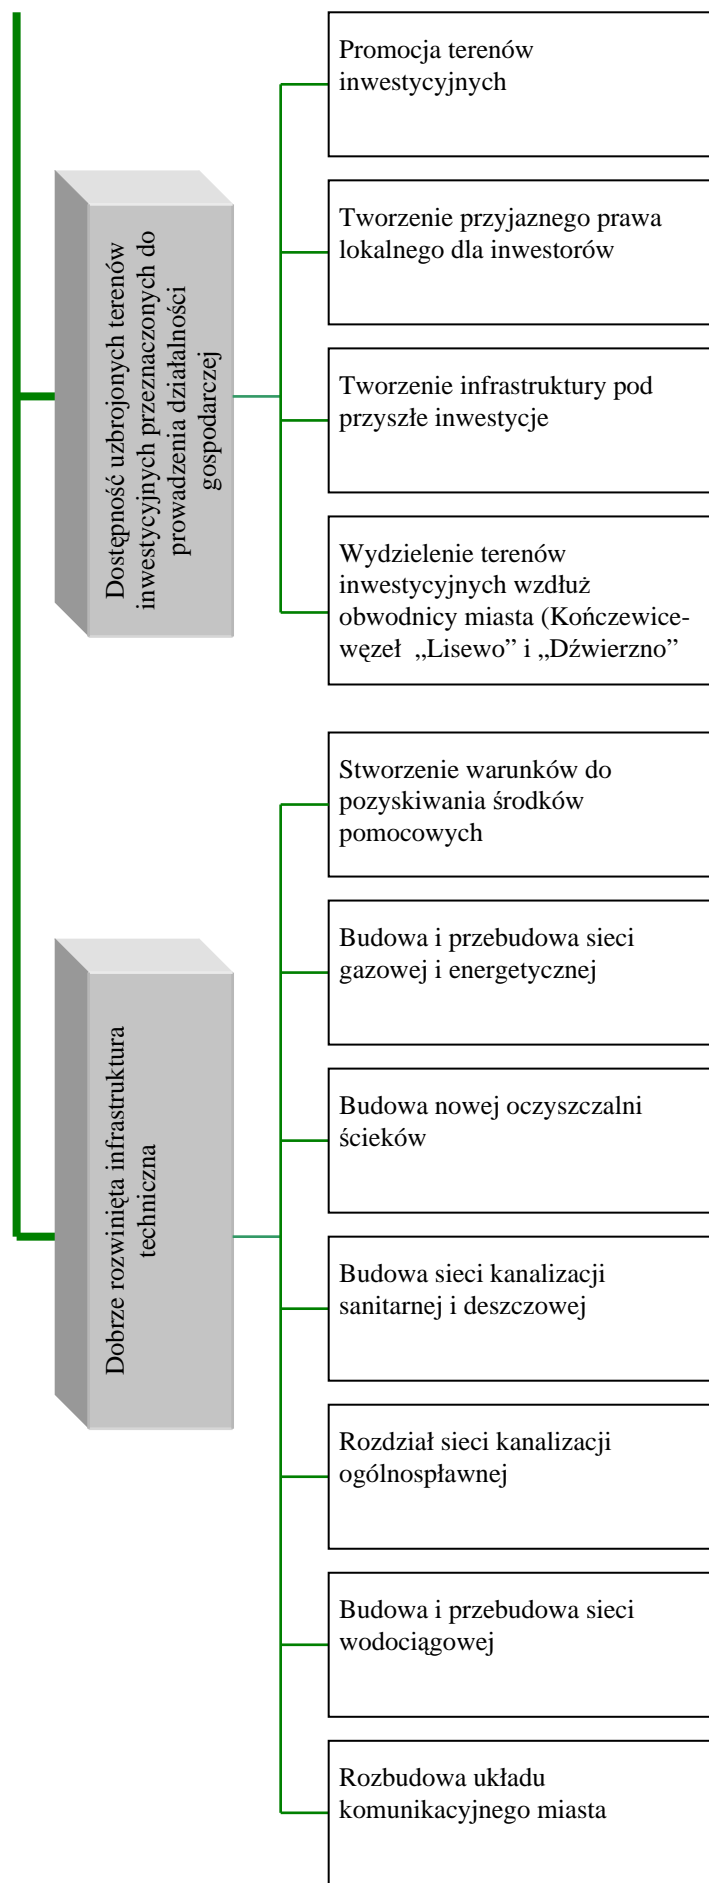 Dostępność uzbrojonych terenów
inwestycyjnych przeznaczonych do
prowadzenia działalności
gospodarczej
Promocja terenów
inwestycyjnych
Tworzenie przyjaznego prawa
lokalnego dla inwestorów
Tworzenie infrastruktury pod
przyszłe inwestycje
Wydzielenie terenów
inwestycyjnych wzdłuż
obwodnicy miasta (Kończewice-
węzeł „Lisewo” i „Dźwierzno”
Dobrze rozwinięta infrastruktura
techniczna
Stworzenie warunków do
pozyskiwania środków
pomocowych
Budowa i przebudowa sieci
gazowej i energetycznej
Budowa nowej oczyszczalni
ścieków
Budowa sieci kanalizacji
sanitarnej i deszczowej
Rozdział sieci kanalizacji
ogólnospławnej
Budowa i przebudowa sieci
wodociągowej
Rozbudowa układu
komunikacyjnego miasta